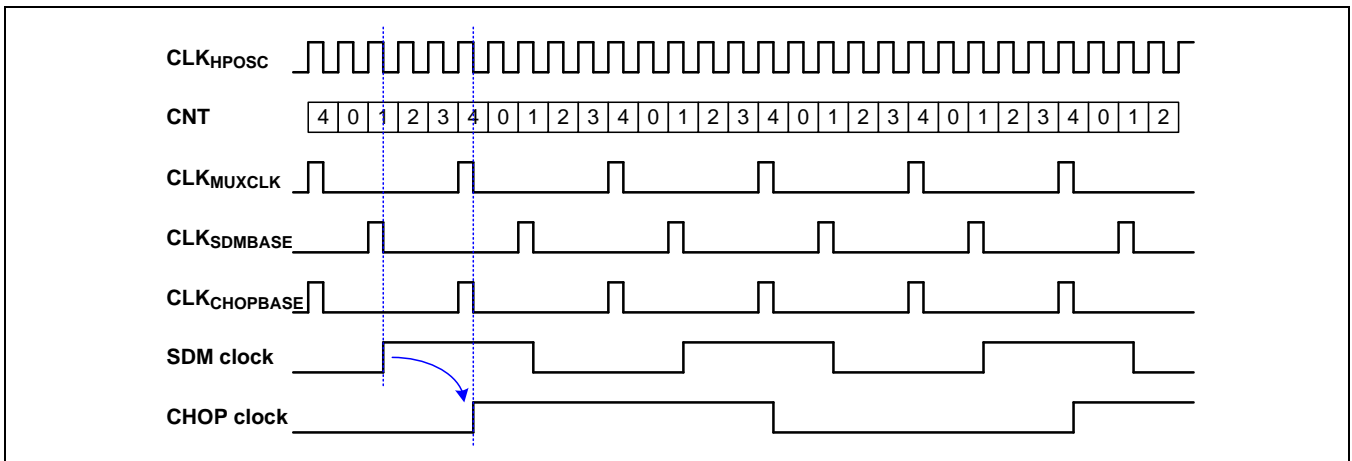 CLKHPOSC
CNT 4 0 1 2 3 4 0 1 2 3 4 0 1 2 3 4 0 1 2 3 4 0 1 2 3 4 0 1 2
CLKMUXCLK
CLKSDMBASE
CLKCHOPBASE
SDM clock
CHOP clock